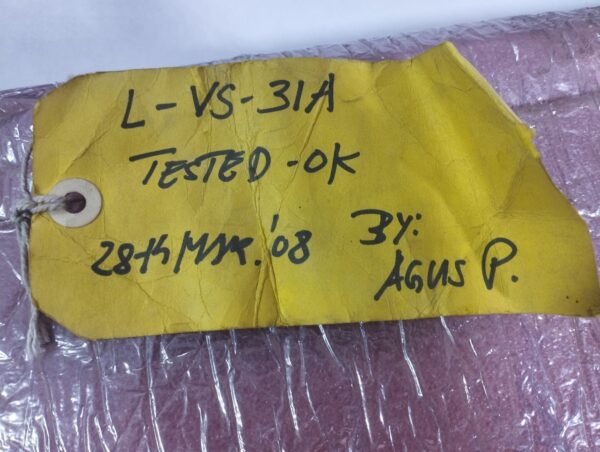 L-VS-31A
TESTED-OK
28th MAR.'08
BY:
AGUS P.